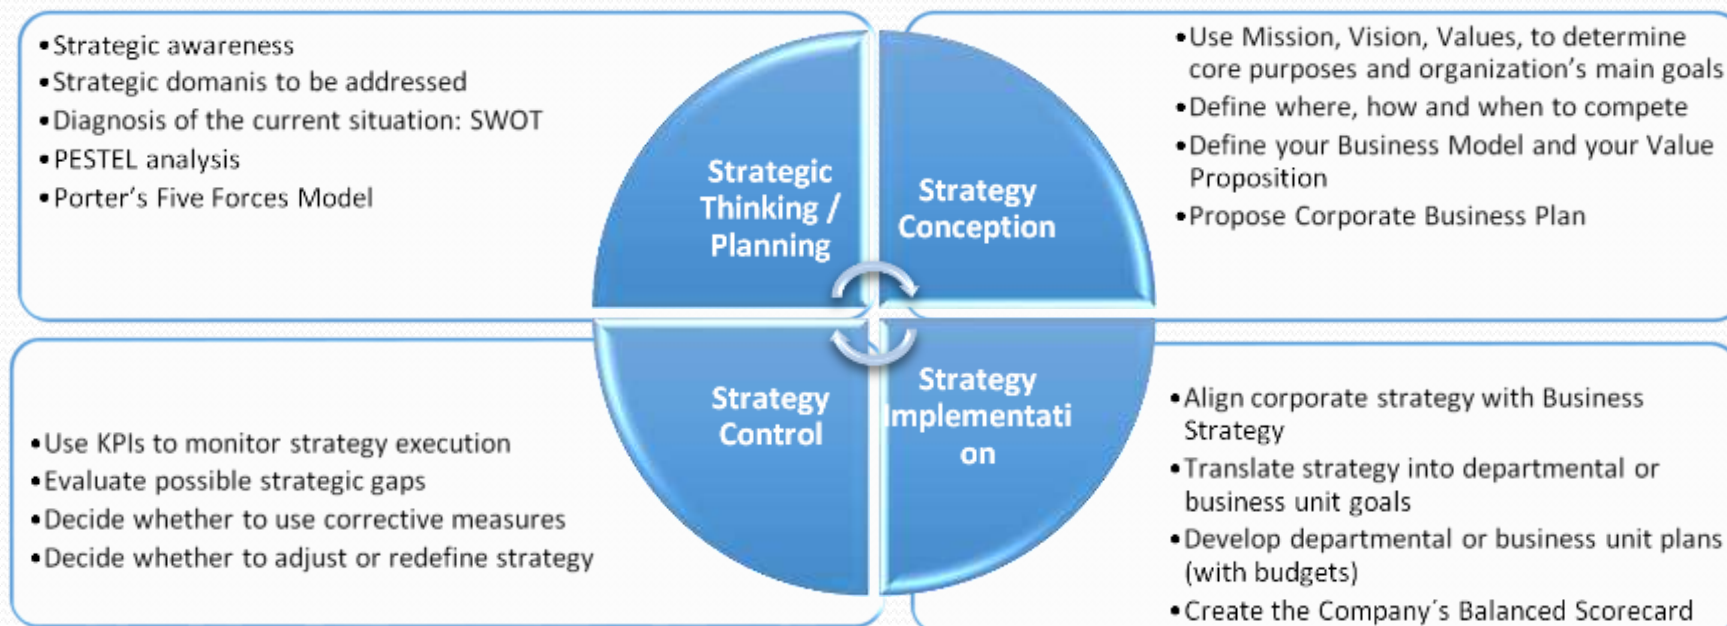 •Strategic awareness
•Strategic domanis to be addressed
•Diagnosis of the current situation: SWOT
•PESTEL analysis
•Porter's Five Forces Model
Strategic
Thinking /
Planning
Strategy
Conception
•Use Mission, Vision, Values, to determine
core purposes and organization's main goals
•Define where, how and when to compete
•Define your Business Model and your Value
Proposition
•Propose Corporate Business Plan
•Use KPIs to monitor strategy execution
•Evaluate possible strategic gaps
•Decide whether to use corrective measures
•Decide whether to adjust or redefine strategy
Strategy
Control
Strategy
Implementati
on
•Align corporate strategy with Business
Strategy
•Translate strategy into departmental or
business unit goals
•Develop departmental or business unit plans
(with budgets)
•Create the Company´s Balanced Scorecard